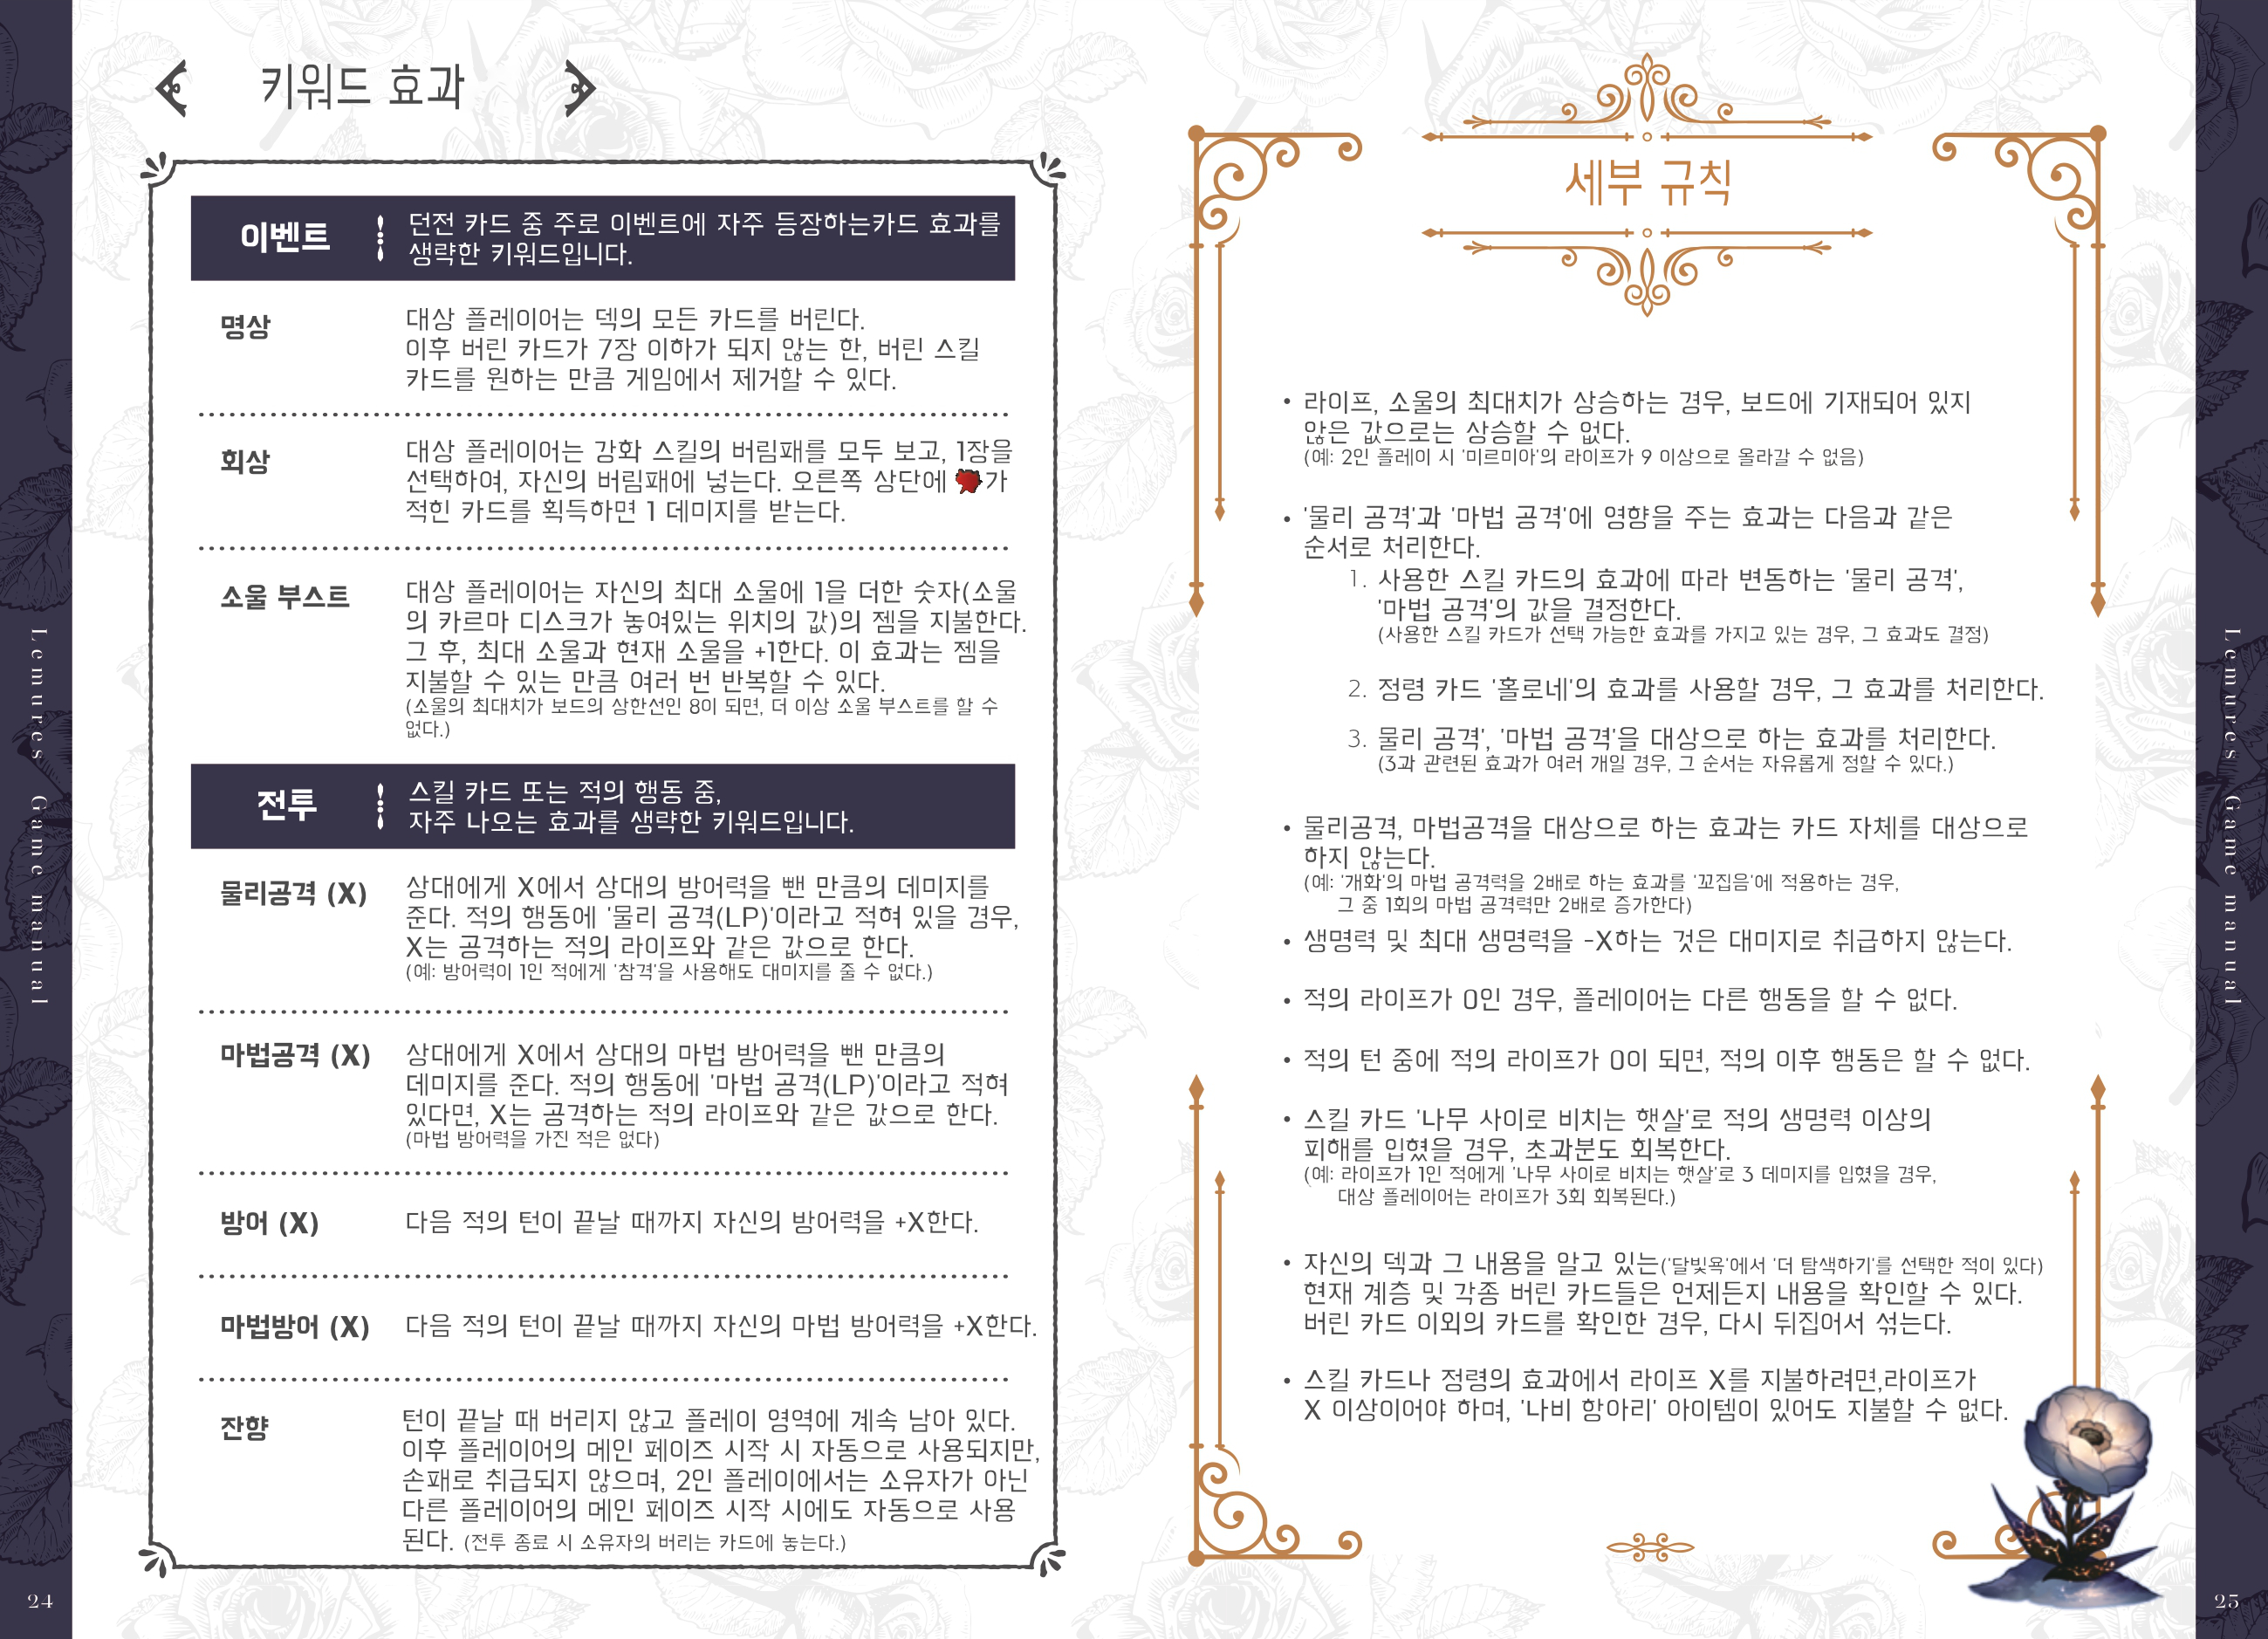 키워드 효과
이벤트
던전 카드 중 주로 이벤트에 자주 등장하는카드 효과를
생략한 키워드입니다.
명상
대상 플레이어는 덱의 모든 카드를 버린다.
이후 버린 카드가 7장 이하가 되지 않는 한, 버린 스킬
카드를 원하는 만큼 게임에서 제거할 수 있다.
회상
대상 플레이어는 강화 스킬의 버림패를 모두 보고, 1장을
선택하여, 자신의 버림패에 넣는다. 오른쪽 상단에 가
적힌 카드를 획득하면 1 데미지를 받는다.
소울 부스트
대상 플레이어는 자신의 최대 소울에 1을 더한 숫자(소울
의 카르마 디스크가 놓여있는 위치의 값)의 젬을 지불한다.
그 후, 최대 소울과 현재 소울을 +1한다. 이 효과는 젬을
지불할 수 있는 만큼 여러 번 반복할 수 있다.
(소울의 최대치가 보드의 상한선인 8이 되면, 더 이상 소울 부스트를 할 수
없다.)
전투
스킬 카드 또는 적의 행동 중,
자주 나오는 효과를 생략한 키워드입니다.
물리공격 (X)
상대에게 X에서 상대의 방어력을 뺀 만큼의 데미지를
준다. 적의 행동에 '물리 공격(LP)'이라고 적혀 있을 경우,
X는 공격하는 적의 라이프와 같은 값으로 한다.
(예: 방어력이 1인 적에게 '참격'을 사용해도 대미지를 줄 수 없다.)
마법공격 (X)
상대에게 X에서 상대의 마법 방어력을 뺀 만큼의
데미지를 준다. 적의 행동에 '마법 공격(LP)'이라고 적혀
있다면, X는 공격하는 적의 라이프와 같은 값으로 한다.
(마법 방어력을 가진 적은 없다)
방어 (X)
다음 적의 턴이 끝날 때까지 자신의 방어력을 +X한다.
마법방어 (X)
다음 적의 턴이 끝날 때까지 자신의 마법 방어력을 +X한다.
잔향
턴이 끝날 때 버리지 않고 플레이 영역에 계속 남아 있다.
이후 플레이어의 메인 페이즈 시작 시 자동으로 사용되지만,
손패로 취급되지 않으며, 2인 플레이에서는 소유자가 아닌
다른 플레이어의 메인 페이즈 시작 시에도 자동으로 사용
된다. (전투 종료 시 소유자의 버리는 카드에 놓는다.)
Lemures Game manual
24
세부 규칙
• 라이프, 소울의 최대치가 상승하는 경우, 보드에 기재되어 있지
않은 값으로는 상승할 수 없다.
(예: 2인 플레이 시 '미르미아'의 라이프가 9 이상으로 올라갈 수 없음)
• '물리 공격'과 '마법 공격'에 영향을 주는 효과는 다음과 같은
순서로 처리한다.
1. 사용한 스킬 카드의 효과에 따라 변동하는 '물리 공격',
'마법 공격'의 값을 결정한다.
(사용한 스킬 카드가 선택 가능한 효과를 가지고 있는 경우, 그 효과도 결정)
2. 정령 카드 '홀로네'의 효과를 사용할 경우, 그 효과를 처리한다.
3. 물리 공격', '마법 공격'을 대상으로 하는 효과를 처리한다.
(3과 관련된 효과가 여러 개일 경우, 그 순서는 자유롭게 정할 수 있다.)
• 물리공격, 마법공격을 대상으로 하는 효과는 카드 자체를 대상으로
하지 않는다.
(예: '개화'의 마법 공격력을 2배로 하는 효과를 '꼬집음'에 적용하는 경우,
그 중 1회의 마법 공격력만 2배로 증가한다)
• 생명력 및 최대 생명력을 -X하는 것은 대미지로 취급하지 않는다.
• 적의 라이프가 0인 경우, 플레이어는 다른 행동을 할 수 없다.
• 적의 턴 중에 적의 라이프가 0이 되면, 적의 이후 행동은 할 수 없다.
• 스킬 카드 '나무 사이로 비치는 햇살'로 적의 생명력 이상의
피해를 입혔을 경우, 초과분도 회복한다.
(예: 라이프가 1인 적에게 '나무 사이로 비치는 햇살'로 3 데미지를 입혔을 경우,
대상 플레이어는 라이프가 3회 회복된다.)
• 자신의 덱과 그 내용을 알고 있는('달빛욕'에서 '더 탐색하기'를 선택한 적이 있다)
현재 계층 및 각종 버린 카드들은 언제든지 내용을 확인할 수 있다.
버린 카드 이외의 카드를 확인한 경우, 다시 뒤집어서 섞는다.
• 스킬 카드나 정령의 효과에서 라이프 X를 지불하려면,라이프가
X 이상이어야 하며, '나비 항아리' 아이템이 있어도 지불할 수 없다.
Lemures Game manual
25